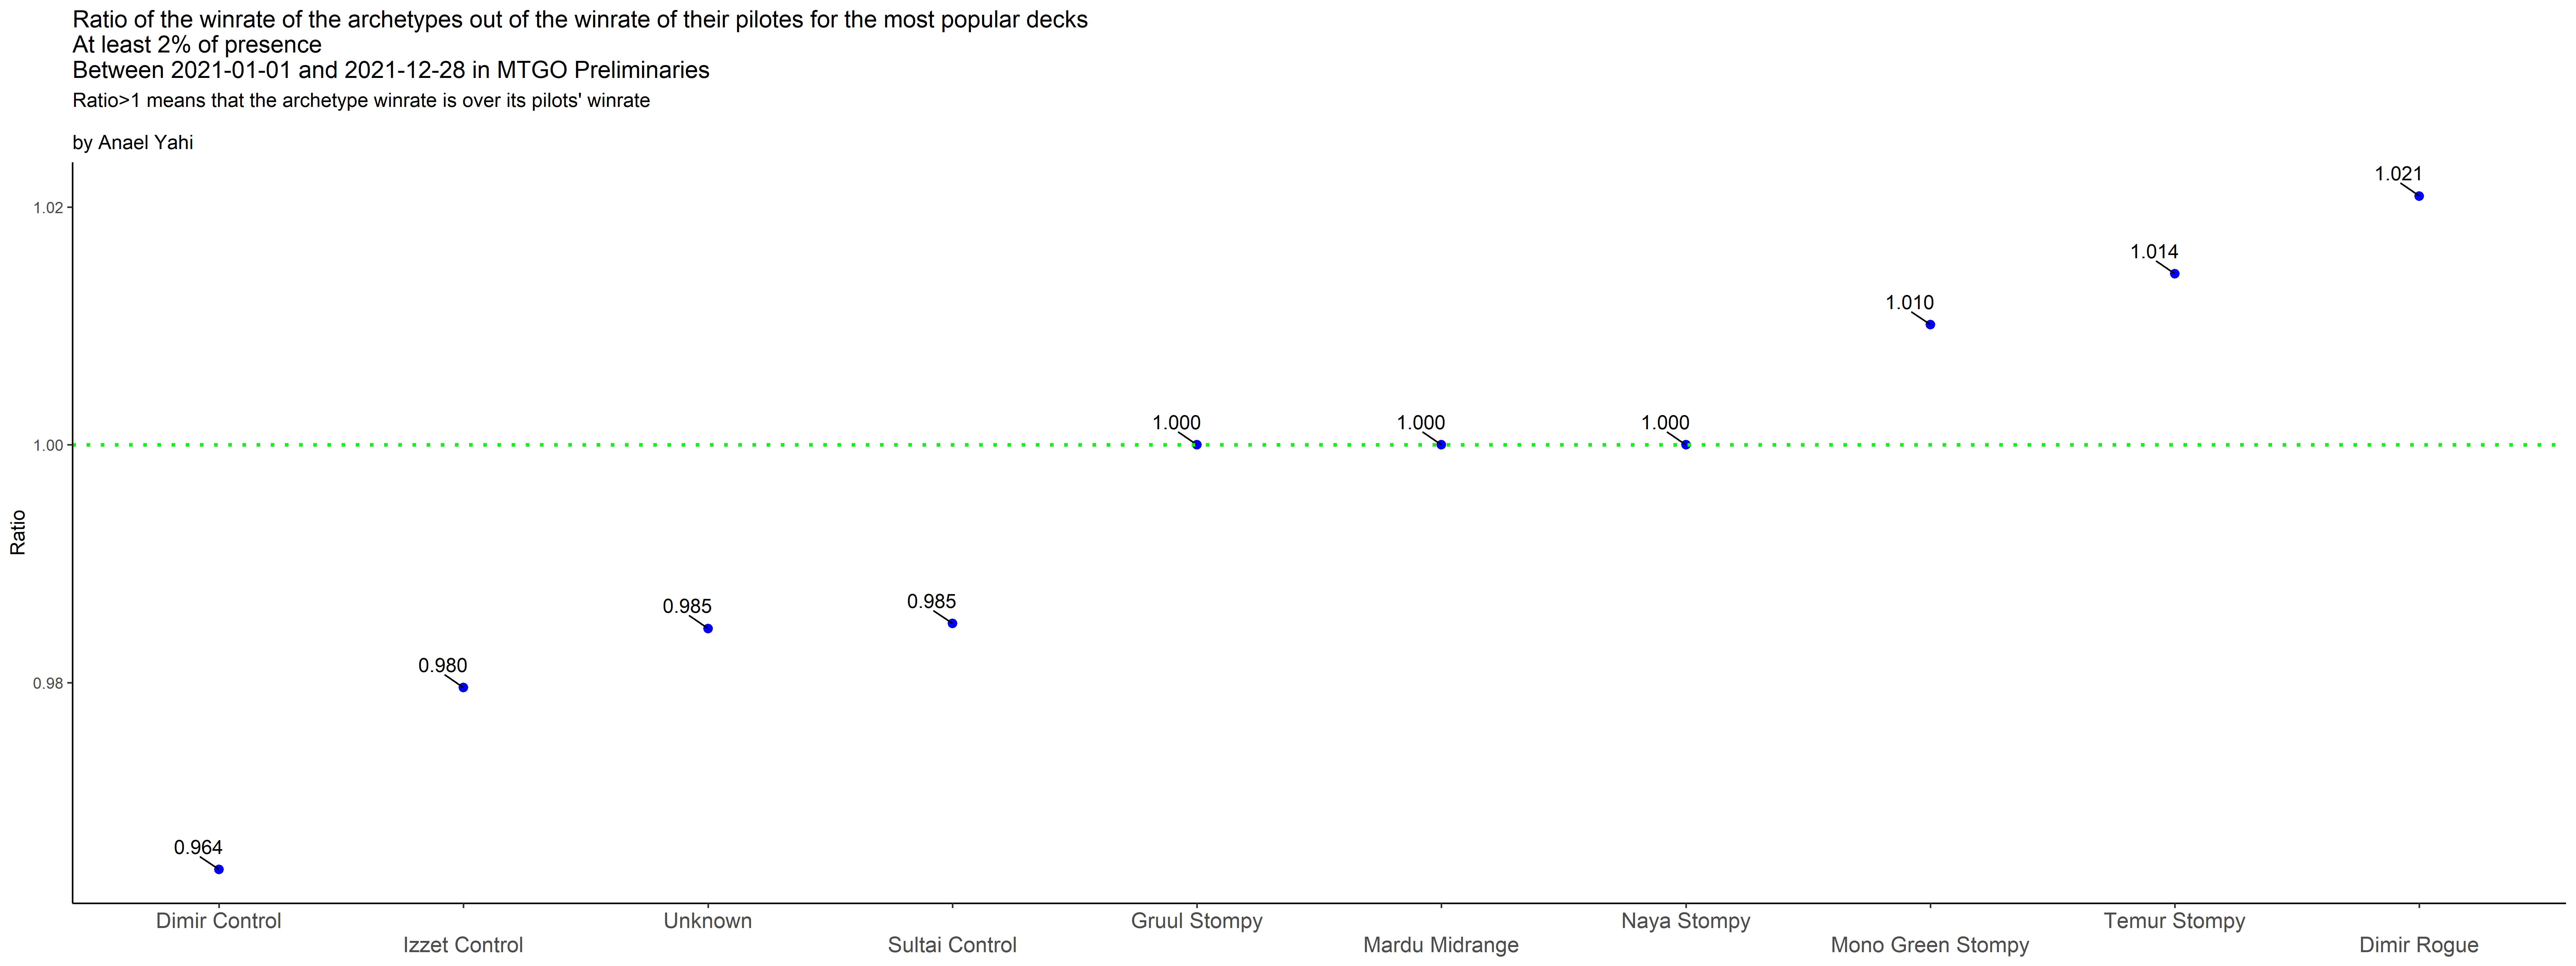 Ratio of the winrate of the archetypes out of the winrate of their pilotes for the most popular decks
At least 2% of presence
Between 2021-01-01 and 2021-12-28 in MTGO Preliminaries
Ratio>1 means that the archetype winrate is over its pilots' winrate
by Anael Yahi
Ratio
1.02
1.00
0.98
0.964
0.980
0.985
0.985
1.000
1.000
1.000
1.010
1.014
1.021
Dimir Control
Izzet Control
Unknown
Sultai Control
Gruul Stompy
Mardu Midrange
Naya Stompy
Mono Green Stompy
Temur Stompy
Dimir Rogue